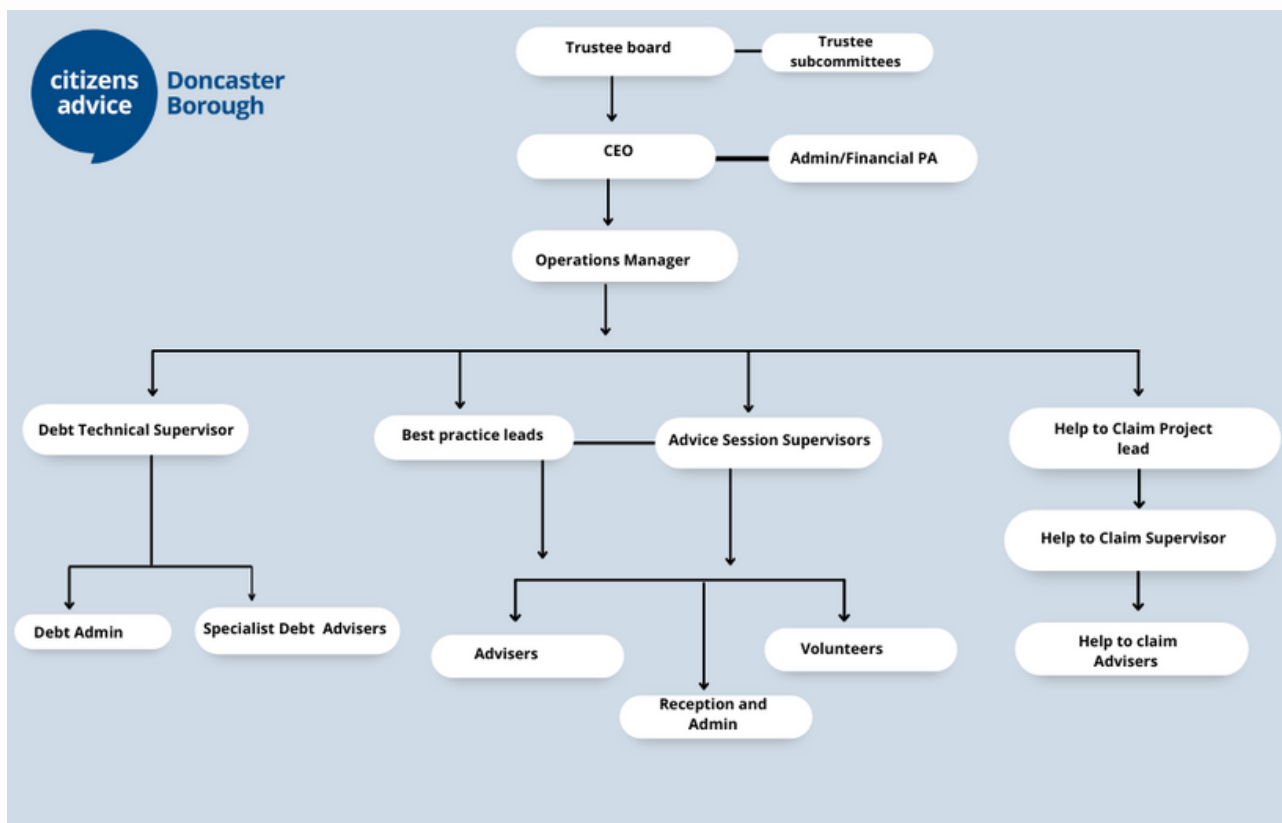 citizens
advice
Doncaster
Borough
Trustee board
Trustee
subcommittees
CEO
Admin/Financial PA
Operations Manager
Debt Technical Supervisor
Best practice leads
Advice Session Supervisors
Help to Claim Project
lead
Help to Claim Supervisor
Debt Admin
Specialist Debt Advisers
Advisers
Volunteers
Help to claim
Advisers
Reception and
Admin